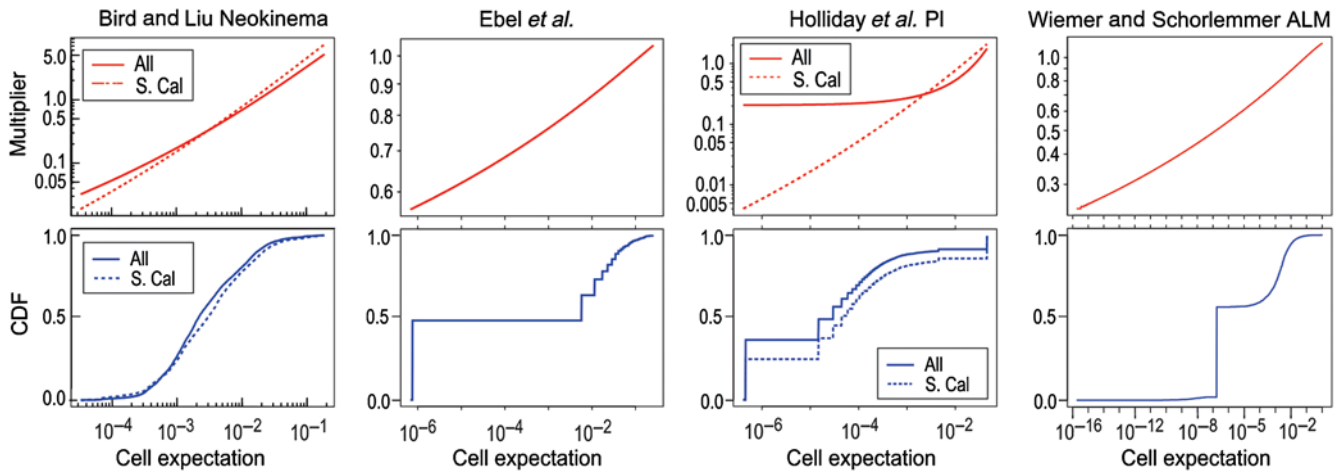 Bird and Liu Neokinema
Ebel et al.
Holliday et al. PI
Wiemer and Schorlemmer ALM
Multiplier
5.0
1.0
0.5
0.1
0.05
All
S. Cal
1.0
0.9
0.8
0.7
0.6
2.0
1.0
0.1
0.05
0.01
0.005
All
S. Cal
1.0
0.8
0.6
0.5
0.4
0.3
CDF
1.0
0.5
0.0
All
S. Cal
10⁻⁴
10⁻³
10⁻²
10⁻¹
Cell expectation
1.0
0.5
0.0
10⁻⁶
10⁻⁴
10⁻²
Cell expectation
1.0
0.5
0.0
All
S. Cal
10⁻⁶
10⁻⁴
10⁻²
Cell expectation
1.0
0.5
0.0
10⁻¹⁶
10⁻¹²
10⁻⁸
10⁻⁵
10⁻²
Cell expectation